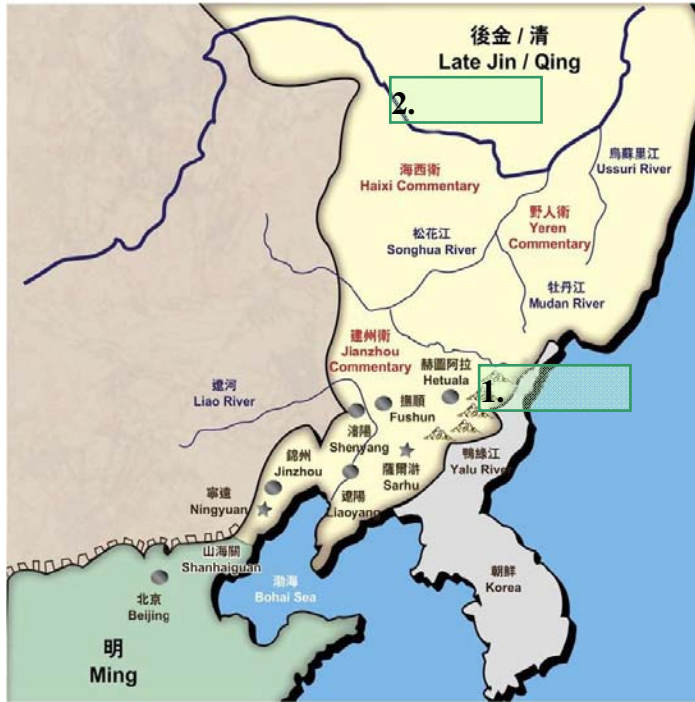 後金 / 清
Late Jin / Qing
2.
烏蘇里江
Ussuri River
海西衛
Haixi Commentary
野人衛
Yeren
Commentary
松花江
Songhua River
牡丹江
Mudan River
建州衛
Jianzhou
Commentary
赫圖阿拉
Hetuala
1.
遼河
Liao River
撫順
Fushun
瀋陽
Shenyang
鴨綠江
Yalu River
錦州
Jinzhou
薩爾滸
Sarhu
寧遠
Ningyuan
遼陽
Liaoyang
山海關
Shanhaiguan
渤海
Bohai Sea
朝鮮
Korea
北京
Beijing
明
Ming